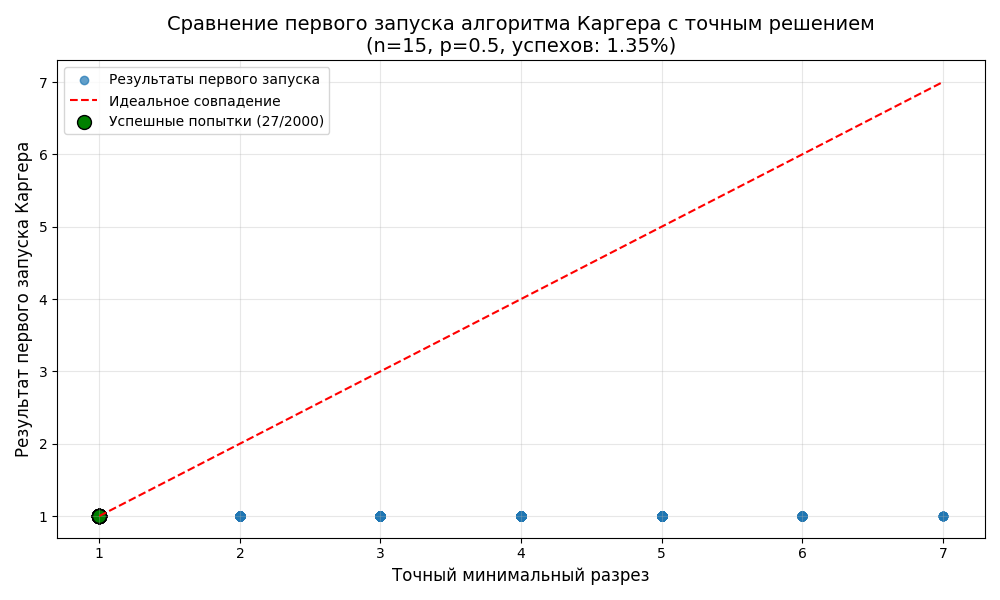 Сравнение первого запуска алгоритма Каргера с точным решением
(n=15, p=0.5, успехов: 1.35%)
Результаты первого запуска
Идеальное совпадение
Успешные попытки (27/2000)
Результат первого запуска Каргера
7
6
5
4
3
2
1
1 2 3 4 5 6 7
Точный минимальный разрез